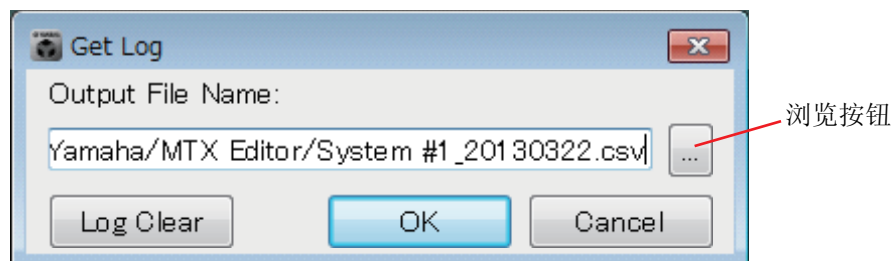 Get Log
Output File Name:
浏览按钮
Yamaha/MTX Editor/System #1_20130322.csv
...
Log Clear
OK
Cancel